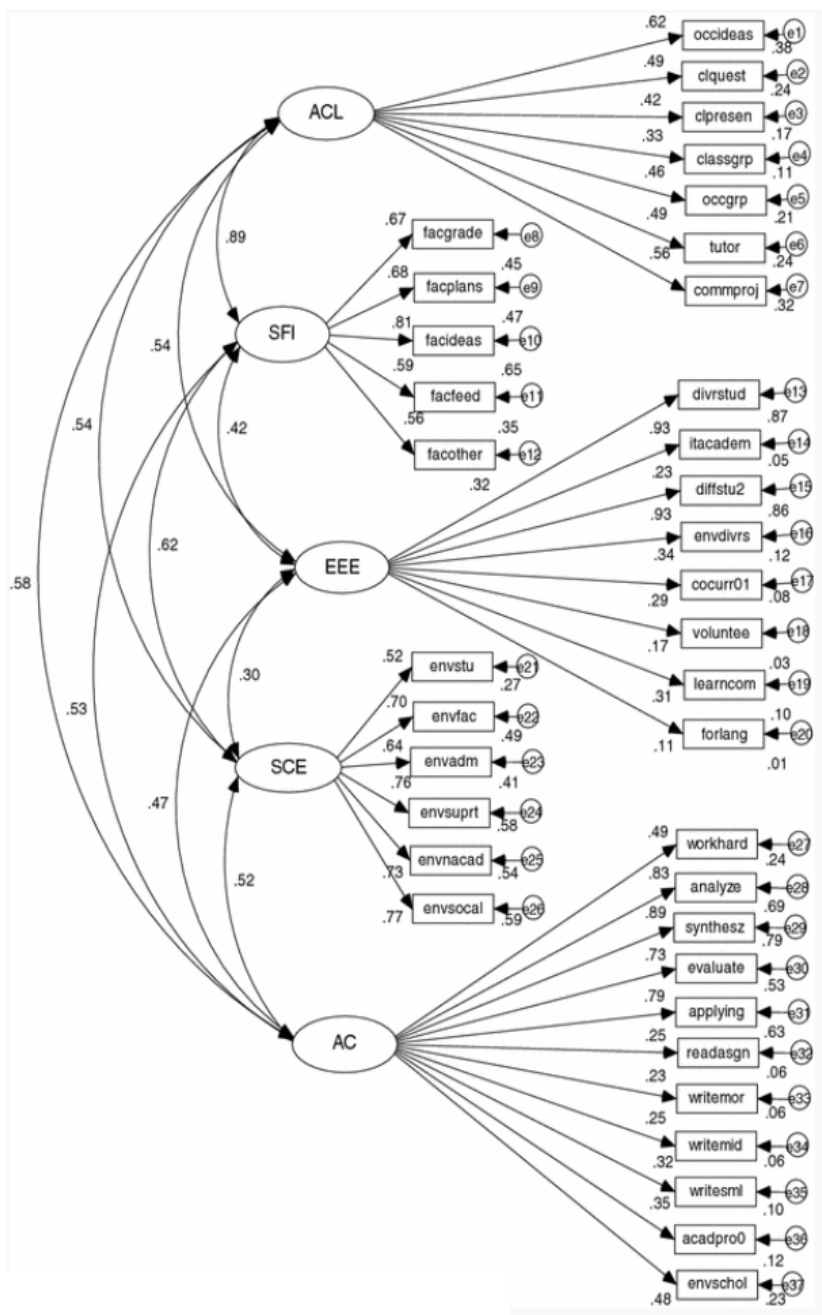 .62
occideas
e1
.38
.49
clquest
e2
.24
.42
clpresen
e3
.17
ACL
.33
classgrp
e4
.11
.46
occgrp
e5
.21
.49
tutor
e6
.24
.56
commproj
e7
.32
.89
.67
facgrade
e8
.45
.68
facplans
e9
.47
SFI
.81
facideas
e10
.65
.59
facfeed
e11
.35
.56
facother
e12
.32
.54
.54
.42
divrstud
e13
.87
.93
itacadem
e14
.05
.23
diffstu2
e15
.86
.93
envdivrs
e16
.12
.34
EEE
cocurr01
e17
.08
.29
voluntee
e18
.03
.17
learncom
e19
.10
.31
forlang
e20
.01
.11
.62
.58
.30
.53
.52
envstu
e21
.27
.70
envfac
e22
.49
SCE
.64
envadm
e23
.41
.76
envsuprt
e24
.58
envnacad
e25
.54
.73
envsocal
e26
.59
.77
.47
.52
.49
workhard
e27
.24
.83
analyze
e28
.69
.89
synthesz
e29
.79
.73
evaluate
e30
.53
.79
applying
e31
.63
AC
.25
readasgn
e32
.06
.23
writemor
e33
.06
.25
writemid
e34
.06
.32
writesml
e35
.10
.35
acadpro0
e36
.12
envschol
e37
.23
.48